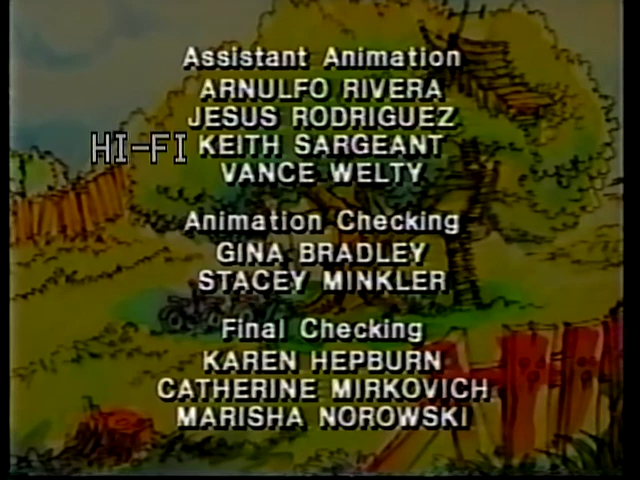 Assistant Animation
ARNULFO RIVERA
JESUS RODRIGUEZ
HI-FI
KEITH SARGEANT
VANCE WELTY
Animation Checking
GINA BRADLEY
STACEY MINKLER
Final Checking
KAREN HEPBURN
CATHERINE MIRKOVICH
MARISHA NOROWSKI